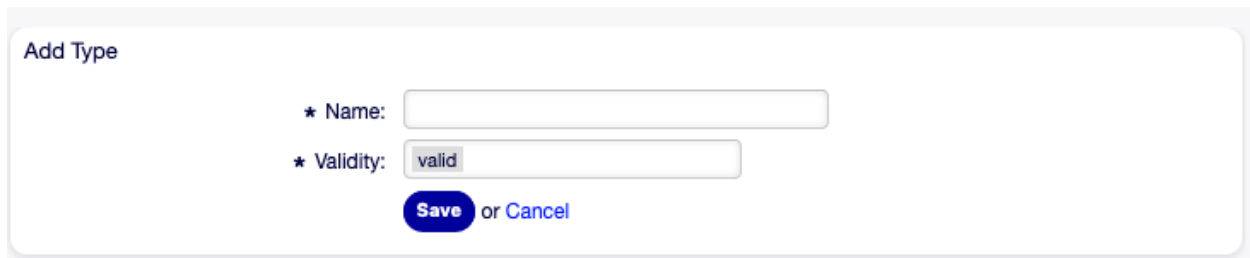 Add Type
★ Name:
★ Validity: valid
Save or Cancel